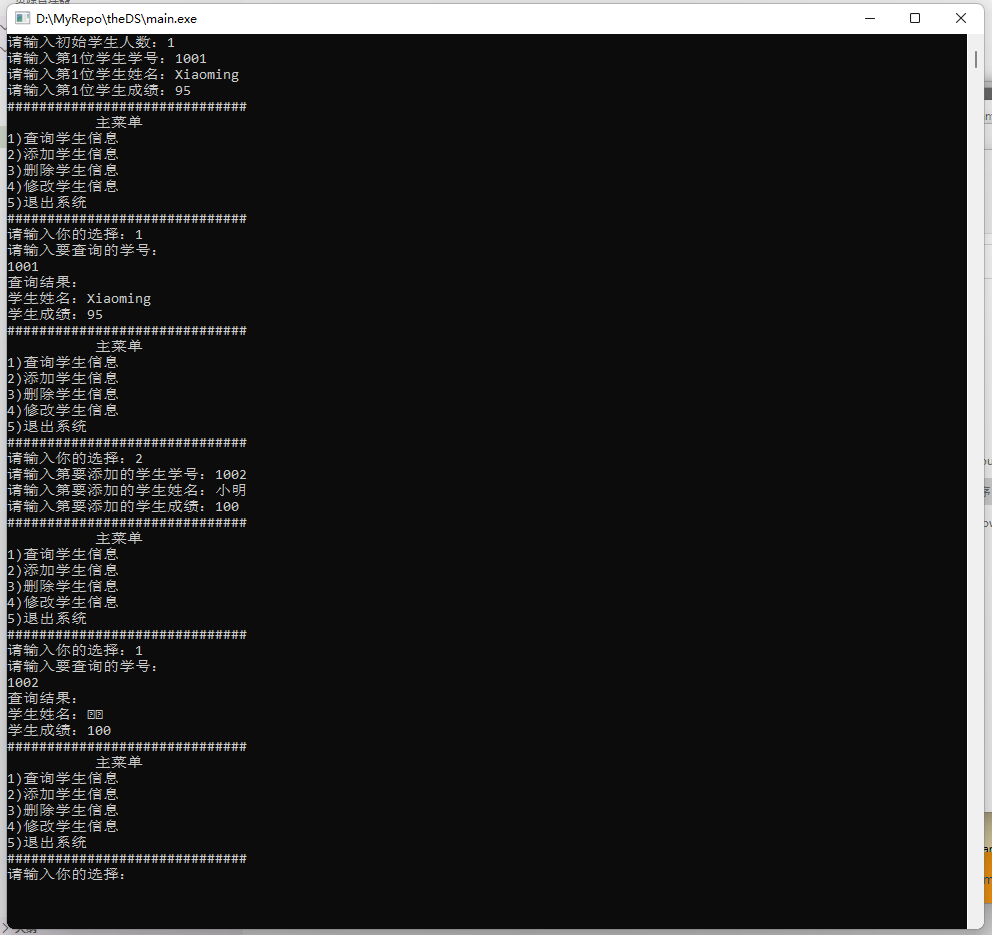 D:\MyRepo\theDS\main.exe
请输入初始学生人数：1
请输入第1位学生学号：1001
请输入第1位学生姓名：Xiaoming
请输入第1位学生成绩：95
##############################
主菜单
1)查询学生信息
2)添加学生信息
3)删除学生信息
4)修改学生信息
5)退出系统
##############################
请输入你的选择：1
请输入要查询的学号：
1001
查询结果：
学生姓名：Xiaoming
学生成绩：95
##############################
主菜单
1)查询学生信息
2)添加学生信息
3)删除学生信息
4)修改学生信息
5)退出系统
##############################
请输入你的选择：2
请输入第要添加的学生学号：1002
请输入第要添加的学生姓名：小明
请输入第要添加的学生成绩：100
##############################
主菜单
1)查询学生信息
2)添加学生信息
3)删除学生信息
4)修改学生信息
5)退出系统
##############################
请输入你的选择：1
请输入要查询的学号：
1002
查询结果：
学生姓名：
学生成绩：100
##############################
主菜单
1)查询学生信息
2)添加学生信息
3)删除学生信息
4)修改学生信息
5)退出系统
##############################
请输入你的选择：